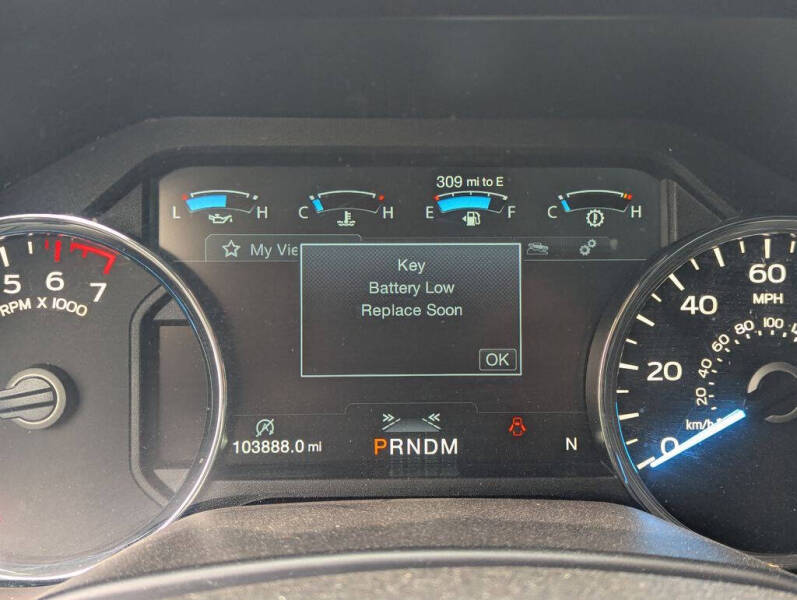 309 mi to E
L H C H E F C H
My Vie
Key
Battery Low
Replace Soon
OK
5 6 7
RPM X 1000
20 40 60
MPH
20 40 60 80 100
km/h
0
103888.0 mi
PRNDM
N